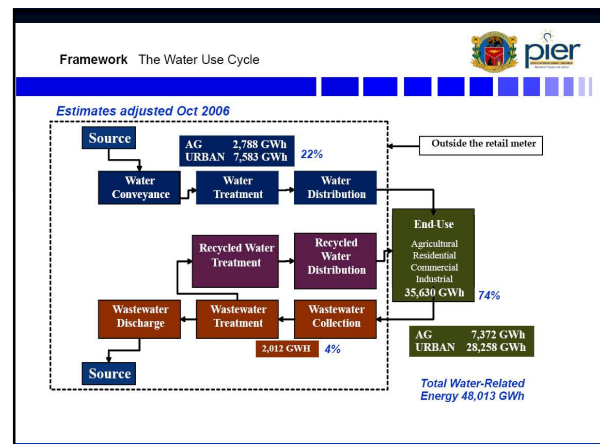 Framework The Water Use Cycle
pier
Estimates adjusted Oct 2006
Source
AG 2,788 GWh
URBAN 7,583 GWh
22%
Outside the retail meter
Water
Conveyance
Water
Treatment
Water
Distribution
End-Use
Agricultural
Residential
Commercial
Industrial
35,630 GWh
74%
Recycled Water
Treatment
Recycled
Water
Distribution
Wastewater
Discharge
Wastewater
Treatment
Wastewater
Collection
2,012 GWH
4%
AG 7,372 GWh
URBAN 28,258 GWh
Source
Total Water-Related
Energy 48,013 GWh